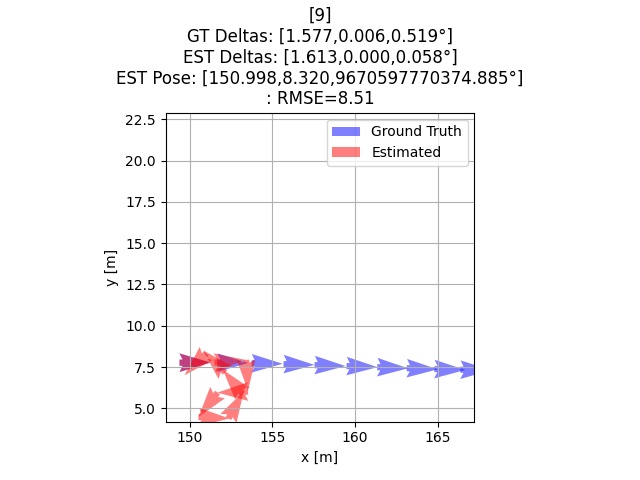 [9]
GT Deltas: [1.577,0.006,0.519°]
EST Deltas: [1.613,0.000,0.058°]
EST Pose: [150.998,8.320,9670597770374.885°]
: RMSE=8.51
Ground Truth
Estimated
22.5
20.0
17.5
15.0
12.5
10.0
7.5
5.0
y [m]
150
155
160
165
x [m]